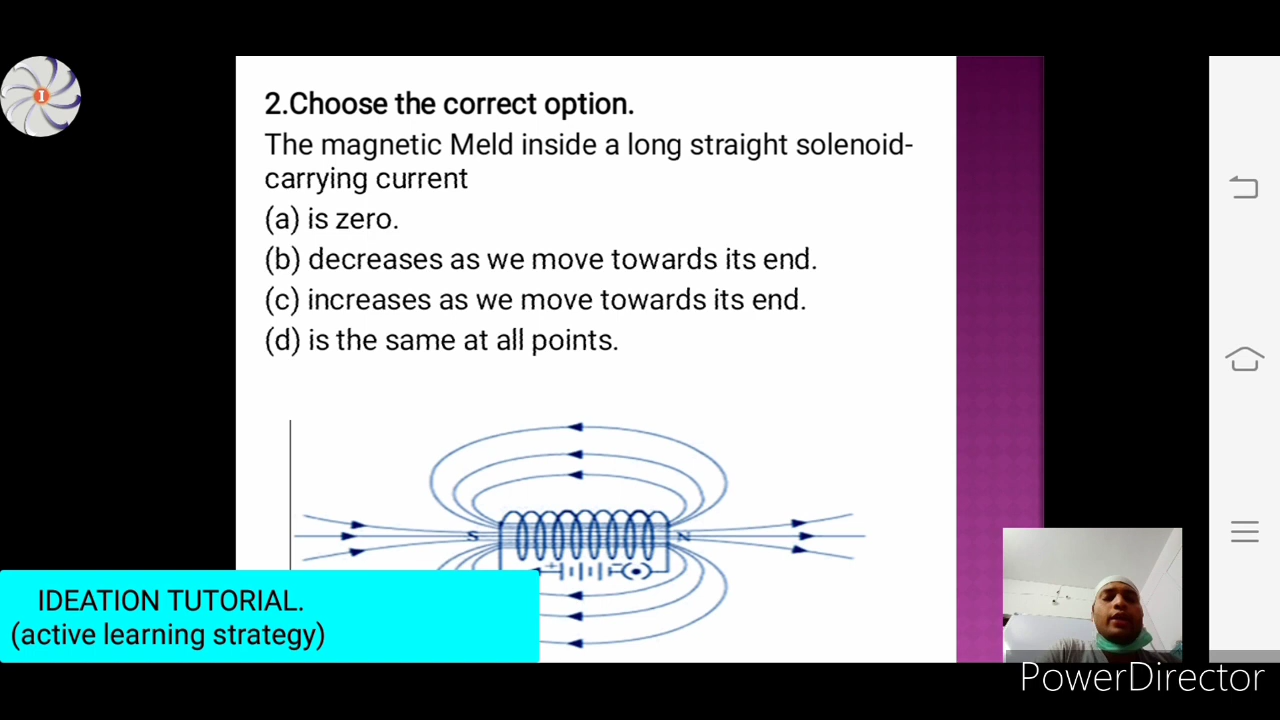 I
2.Choose the correct option.
The magnetic Meld inside a long straight solenoid-
carrying current
(a) is zero.
(b) decreases as we move towards its end.
(c) increases as we move towards its end.
(d) is the same at all points.
S
N
+
IDEATION TUTORIAL.
(active learning strategy)
PowerDirector